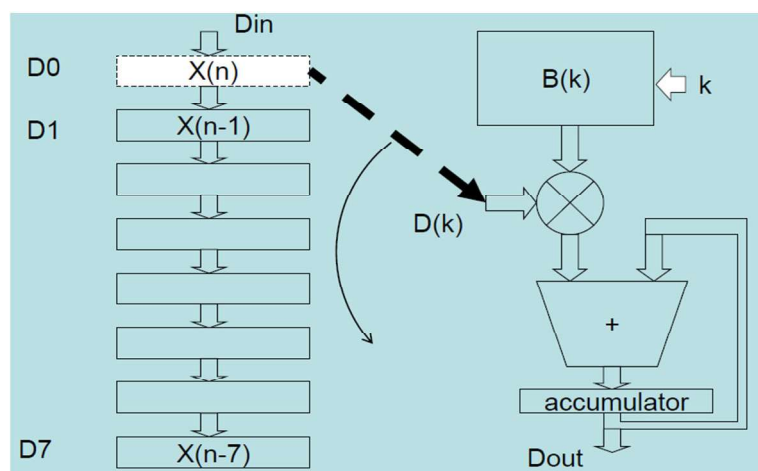 Din
D0
X(n)
B(k)
k
D1
X(n-1)
D(k)
+
accumulator
D7
X(n-7)
Dout